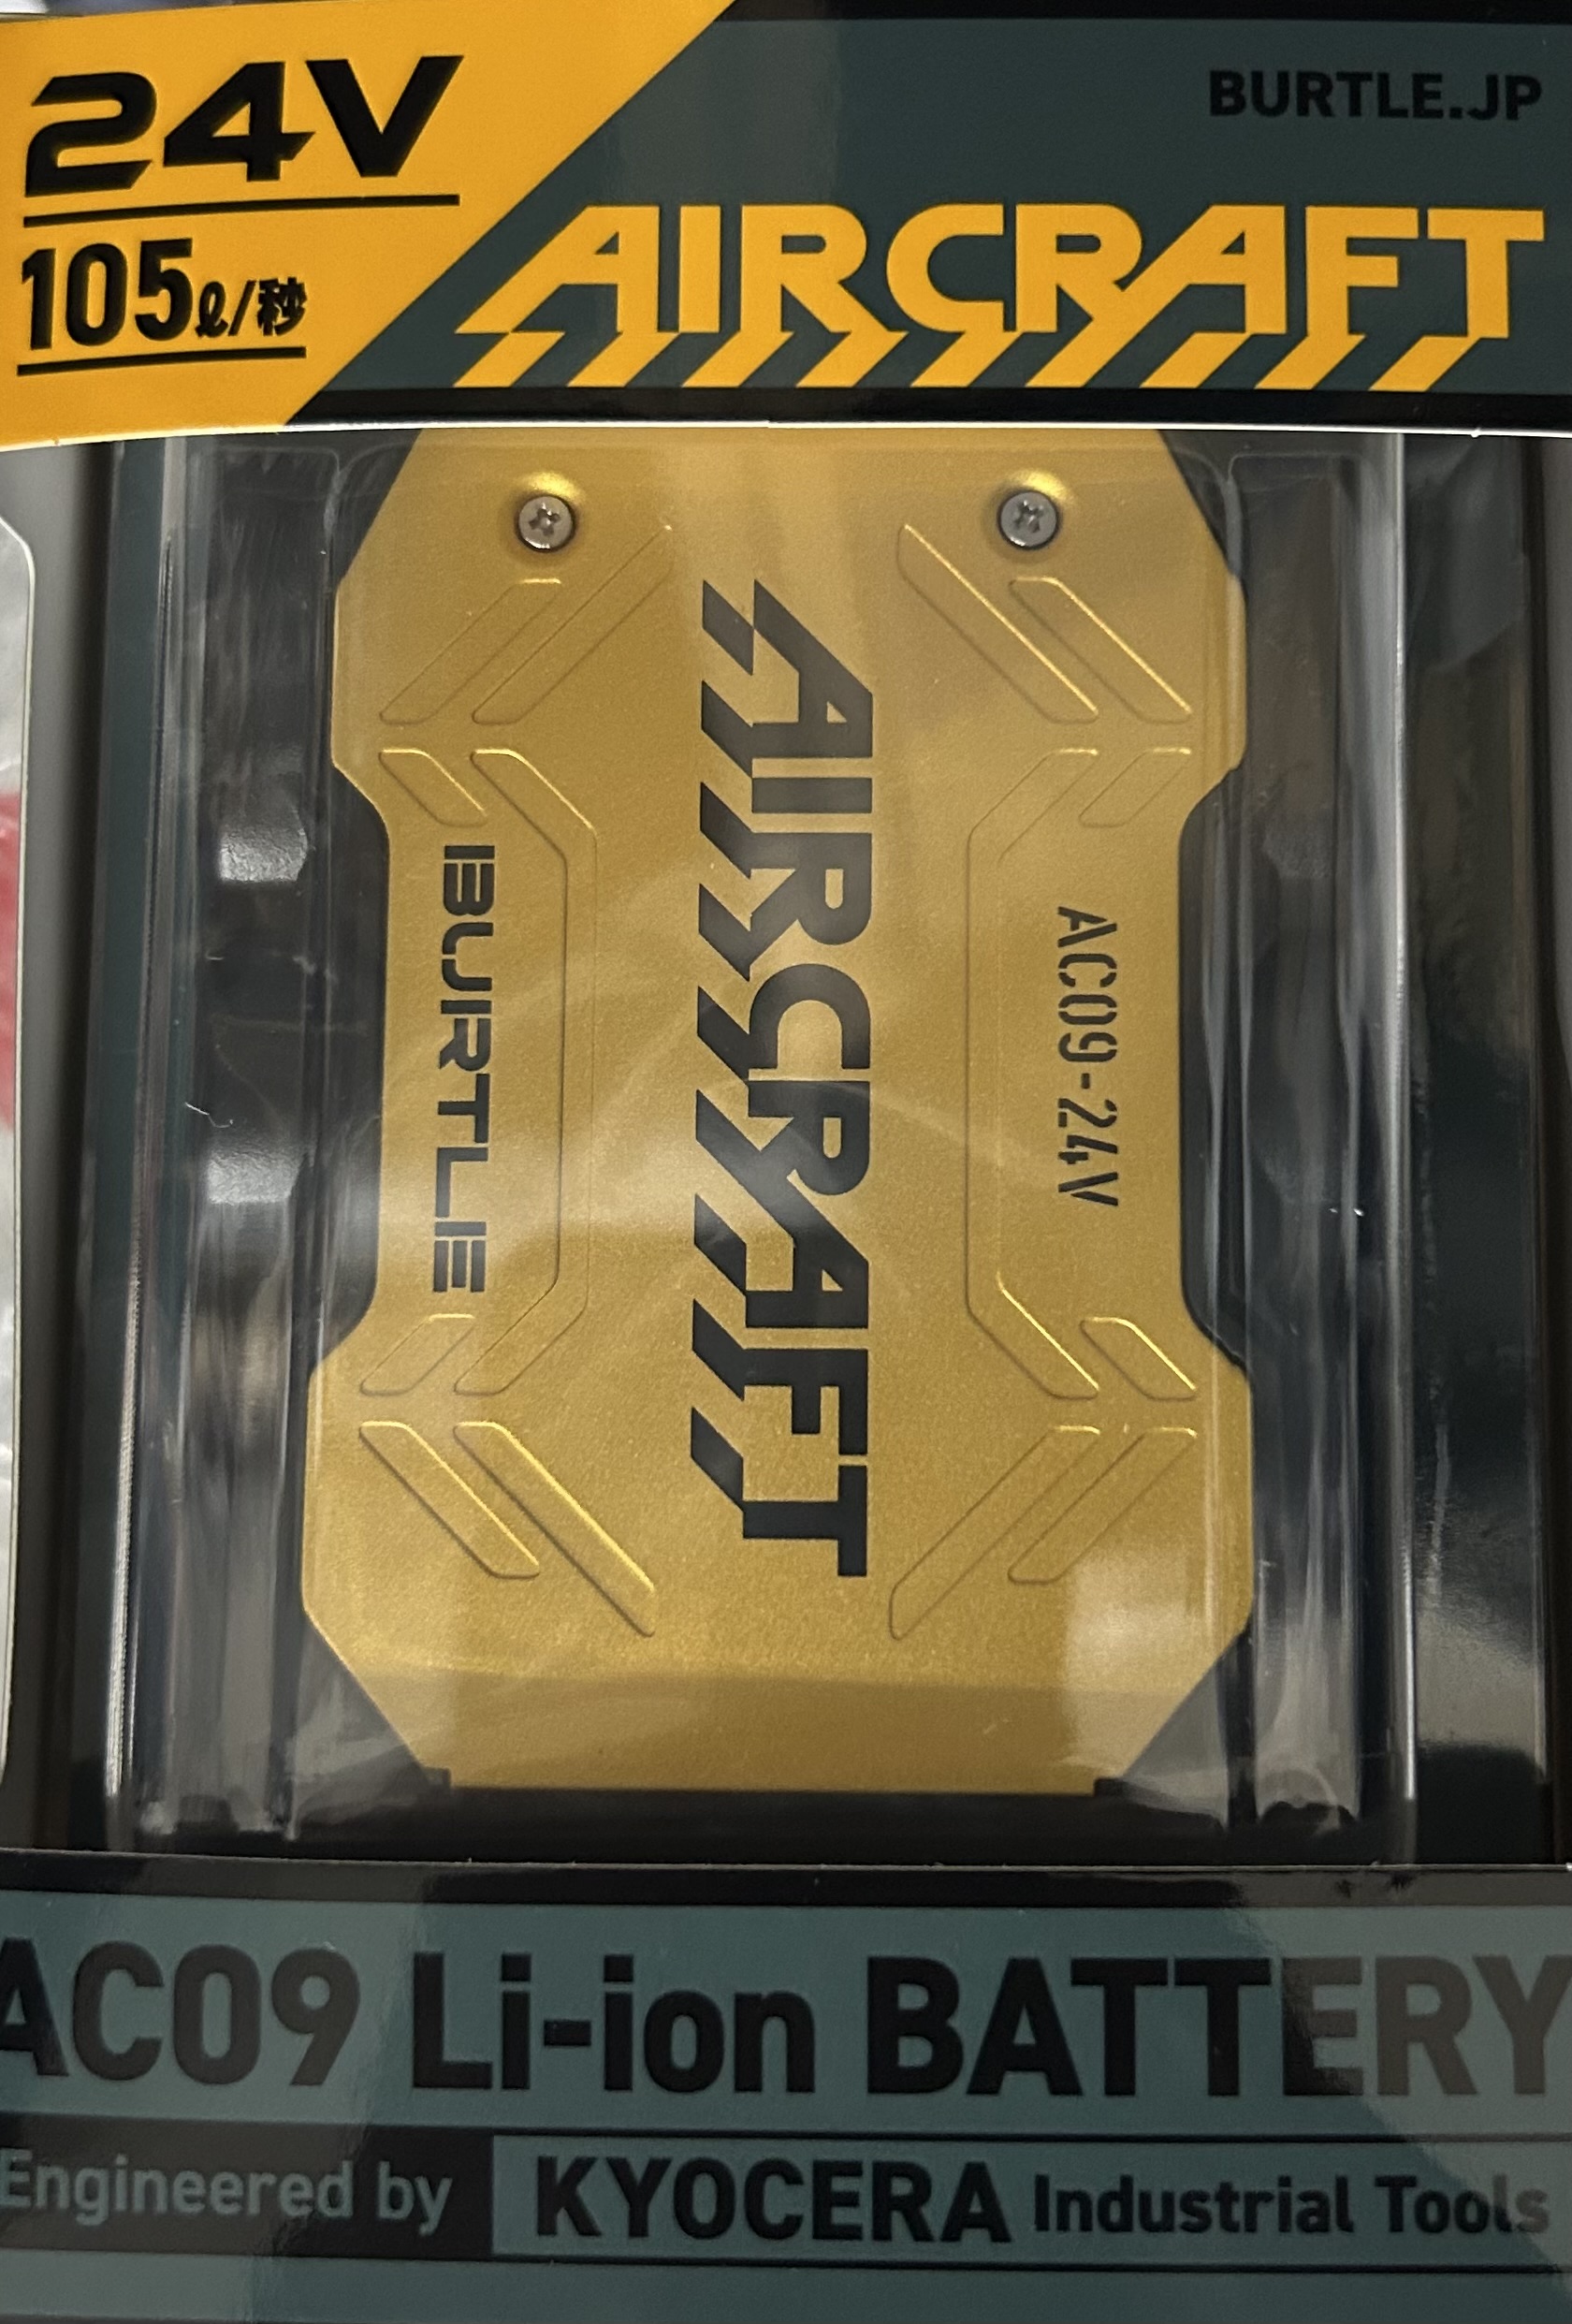 24V
BURTLE.JP
105ℓ/秒
AIRCRAFT
AIRCRAFT
BURTLE
AC09-24V
AC09 Li-ion BATTERY
Engineered by KYOCERA Industrial Tools